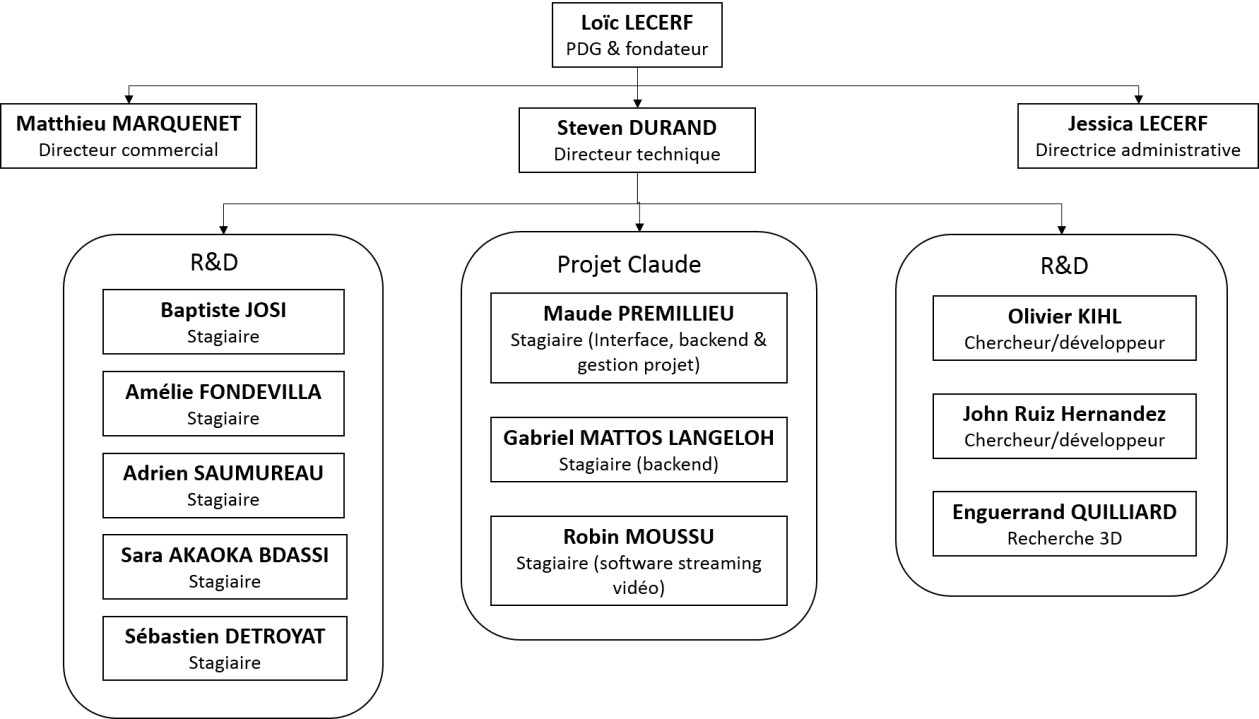 Loïc LECERF
PDG & fondateur
Matthieu MARQUENET
Directeur commercial
Steven DURAND
Directeur technique
Jessica LECERF
Directrice administrative
R&D
Baptiste JOSI
Stagiaire
Amélie FONDEVILLA
Stagiaire
Adrien SAUMUREAU
Stagiaire
Sara AKAOKA BDASSI
Stagiaire
Sébastien DETROYAT
Stagiaire
Projet Claude
Maude PREMILLIEU
Stagiaire (Interface, backend &
gestion projet)
Gabriel MATTOS LANGELOH
Stagiaire (backend)
Robin MOUSSU
Stagiaire (software streaming
vidéo)
R&D
Olivier KIHL
Chercheur/développeur
John Ruiz Hernandez
Chercheur/développeur
Enguerrand QUILLIARD
Recherche 3D